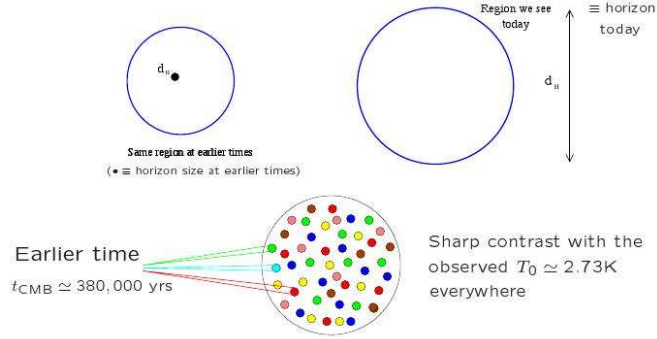 Region we see
today
≡ horizon
today
d_H
d_H
Same region at earlier times
(● ≡ horizon size at earlier times)
Earlier time
t_CMB ≃ 380,000 yrs
Sharp contrast with the
observed T_0 ≃ 2.73K
everywhere